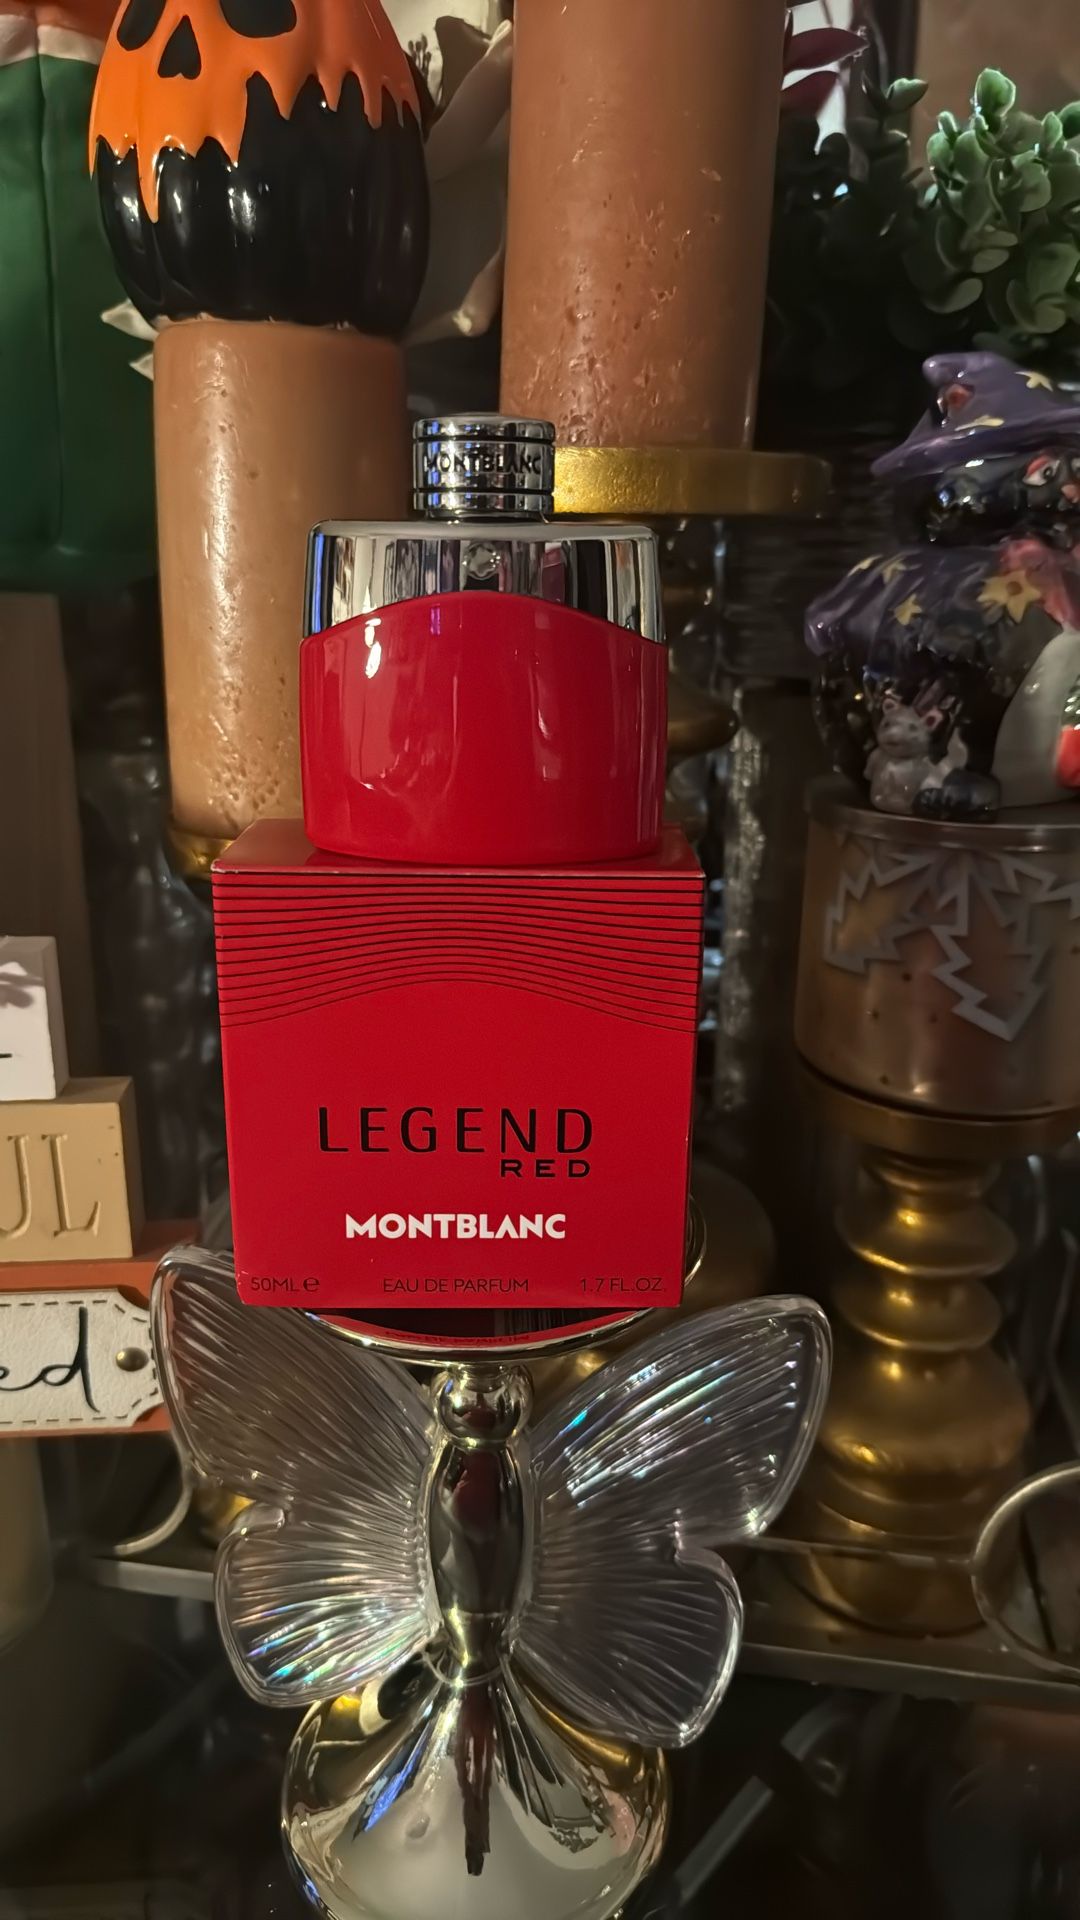 MONTBLANC
LEGEND
RED
MONTBLANC
50ML e EAU DE PARFUM 1.7 FL.OZ.
UL
ed